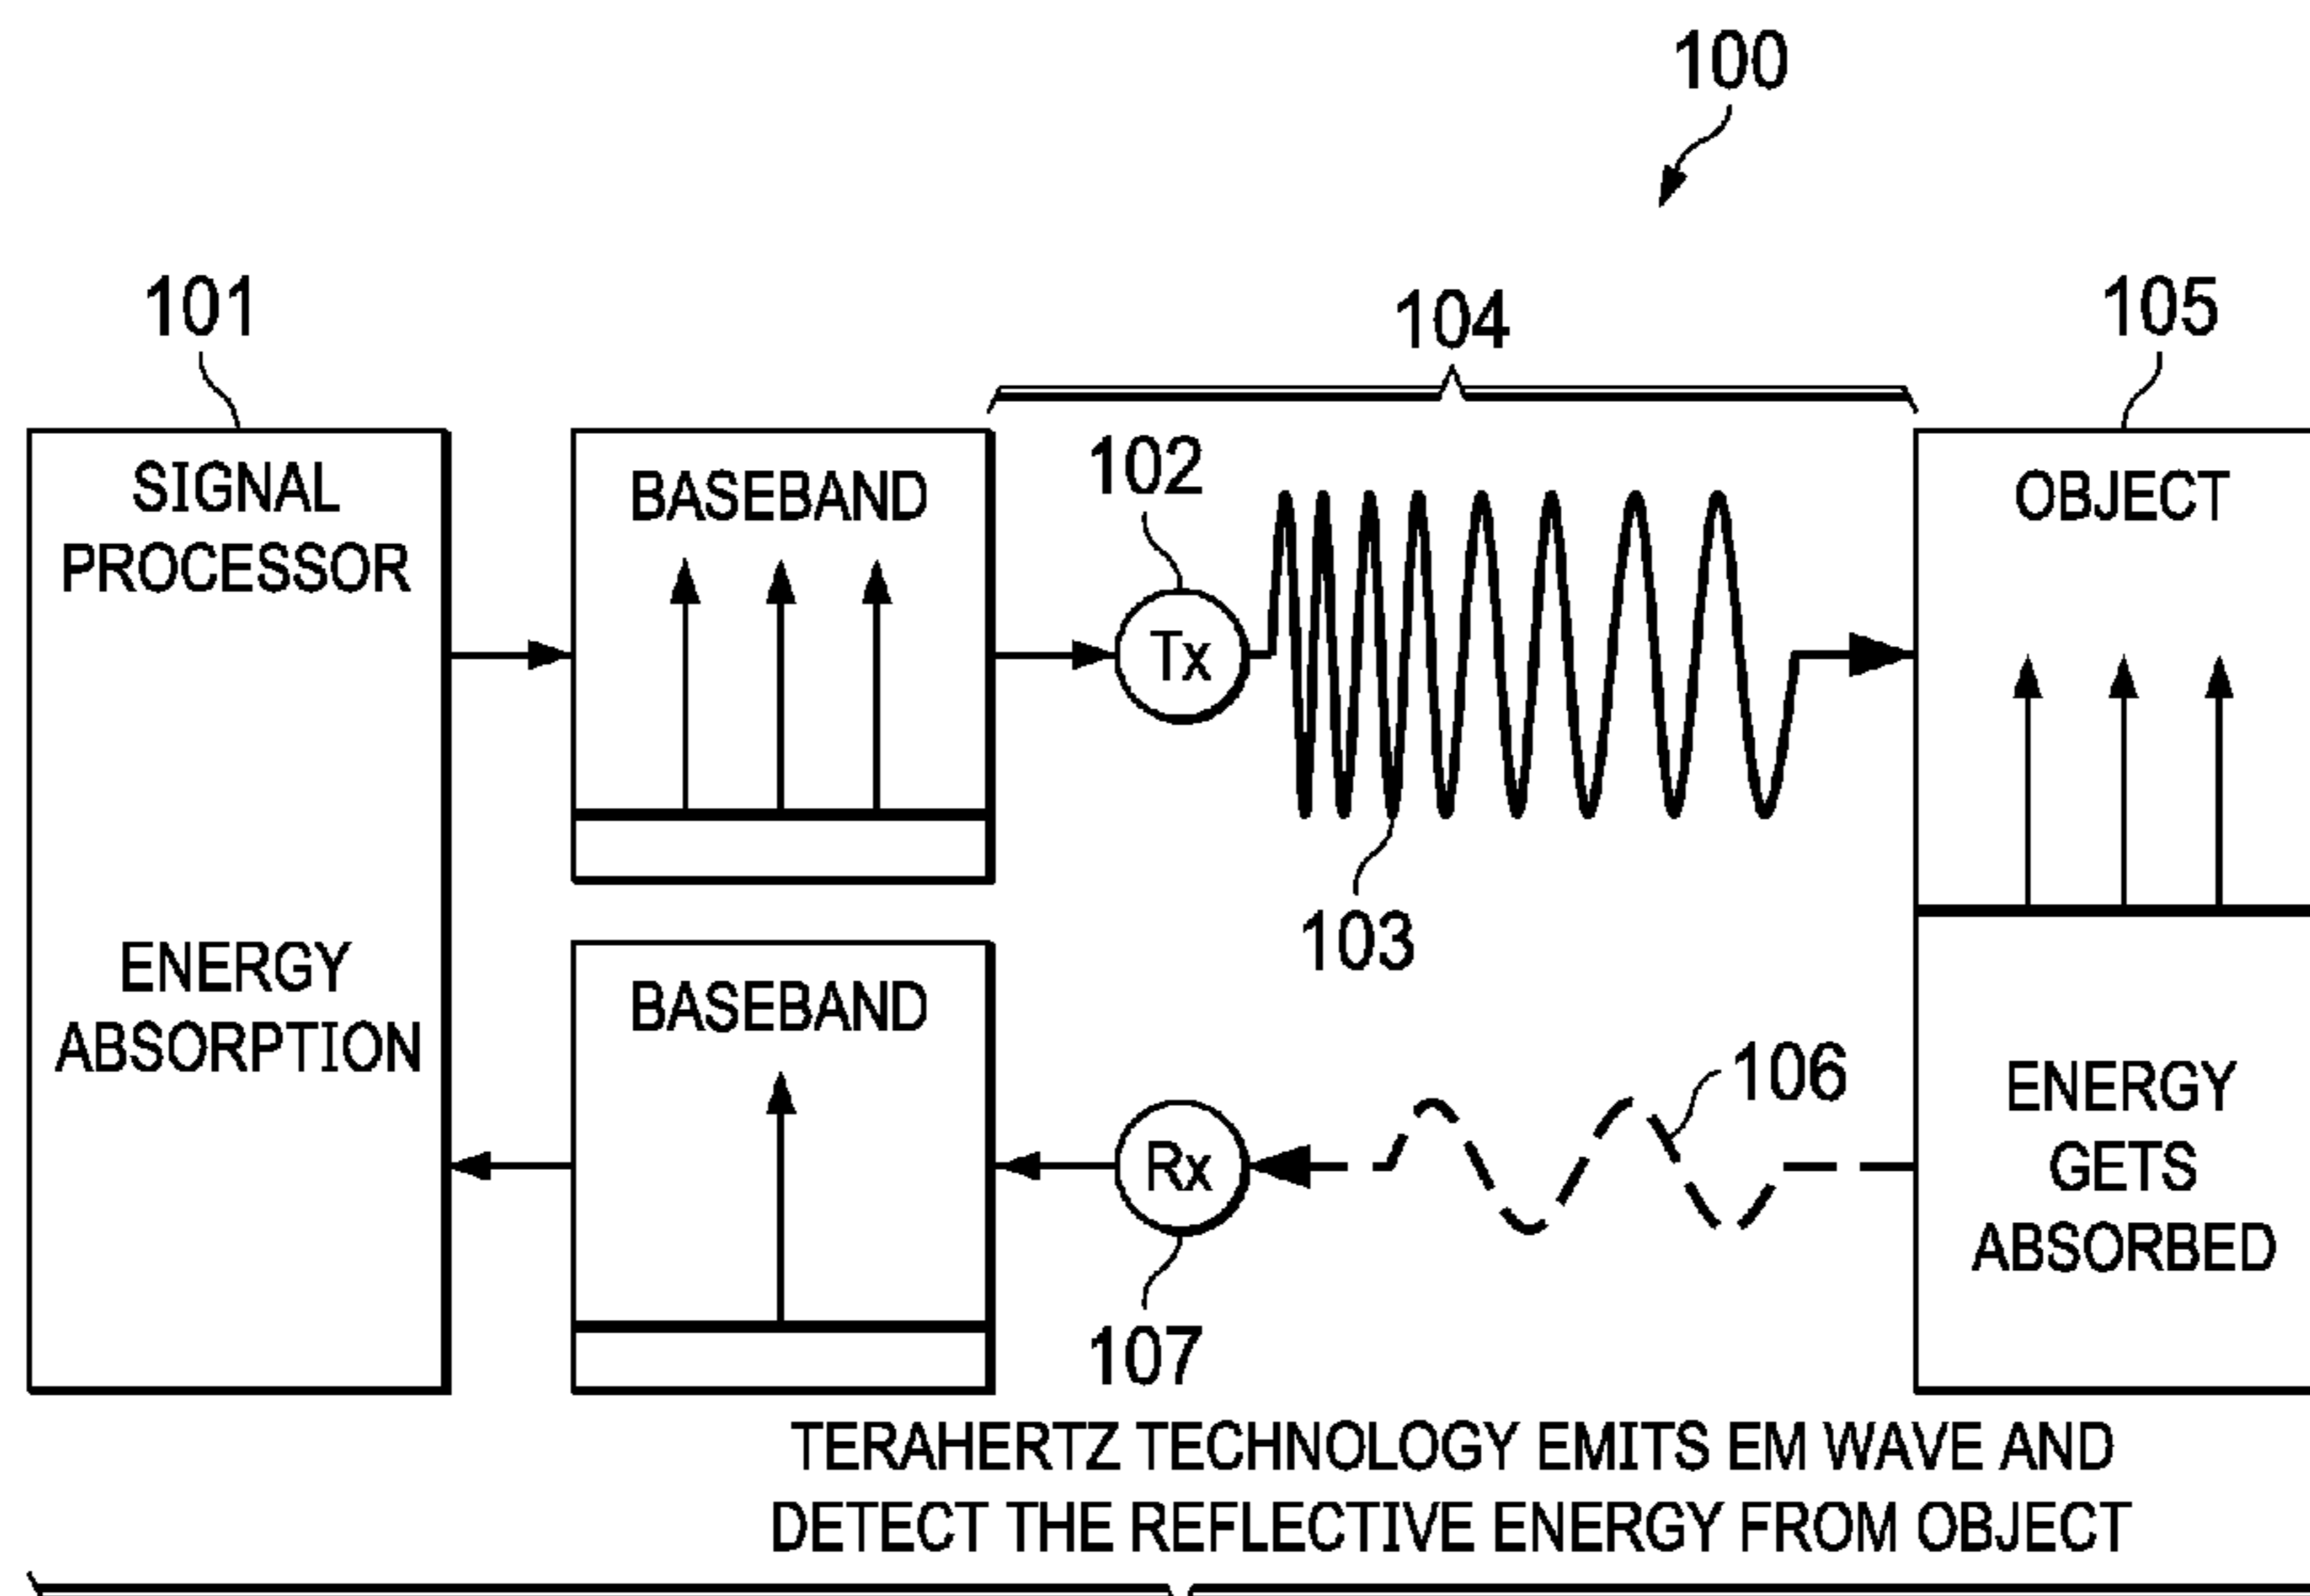 100
101
104
105
SIGNAL
PROCESSOR
ENERGY
ABSORPTION
BASEBAND
102
Tx
103
OBJECT
BASEBAND
Rx
107
106
ENERGY
GETS
ABSORBED
TERAHERTZ TECHNOLOGY EMITS EM WAVE AND
DETECT THE REFLECTIVE ENERGY FROM OBJECT